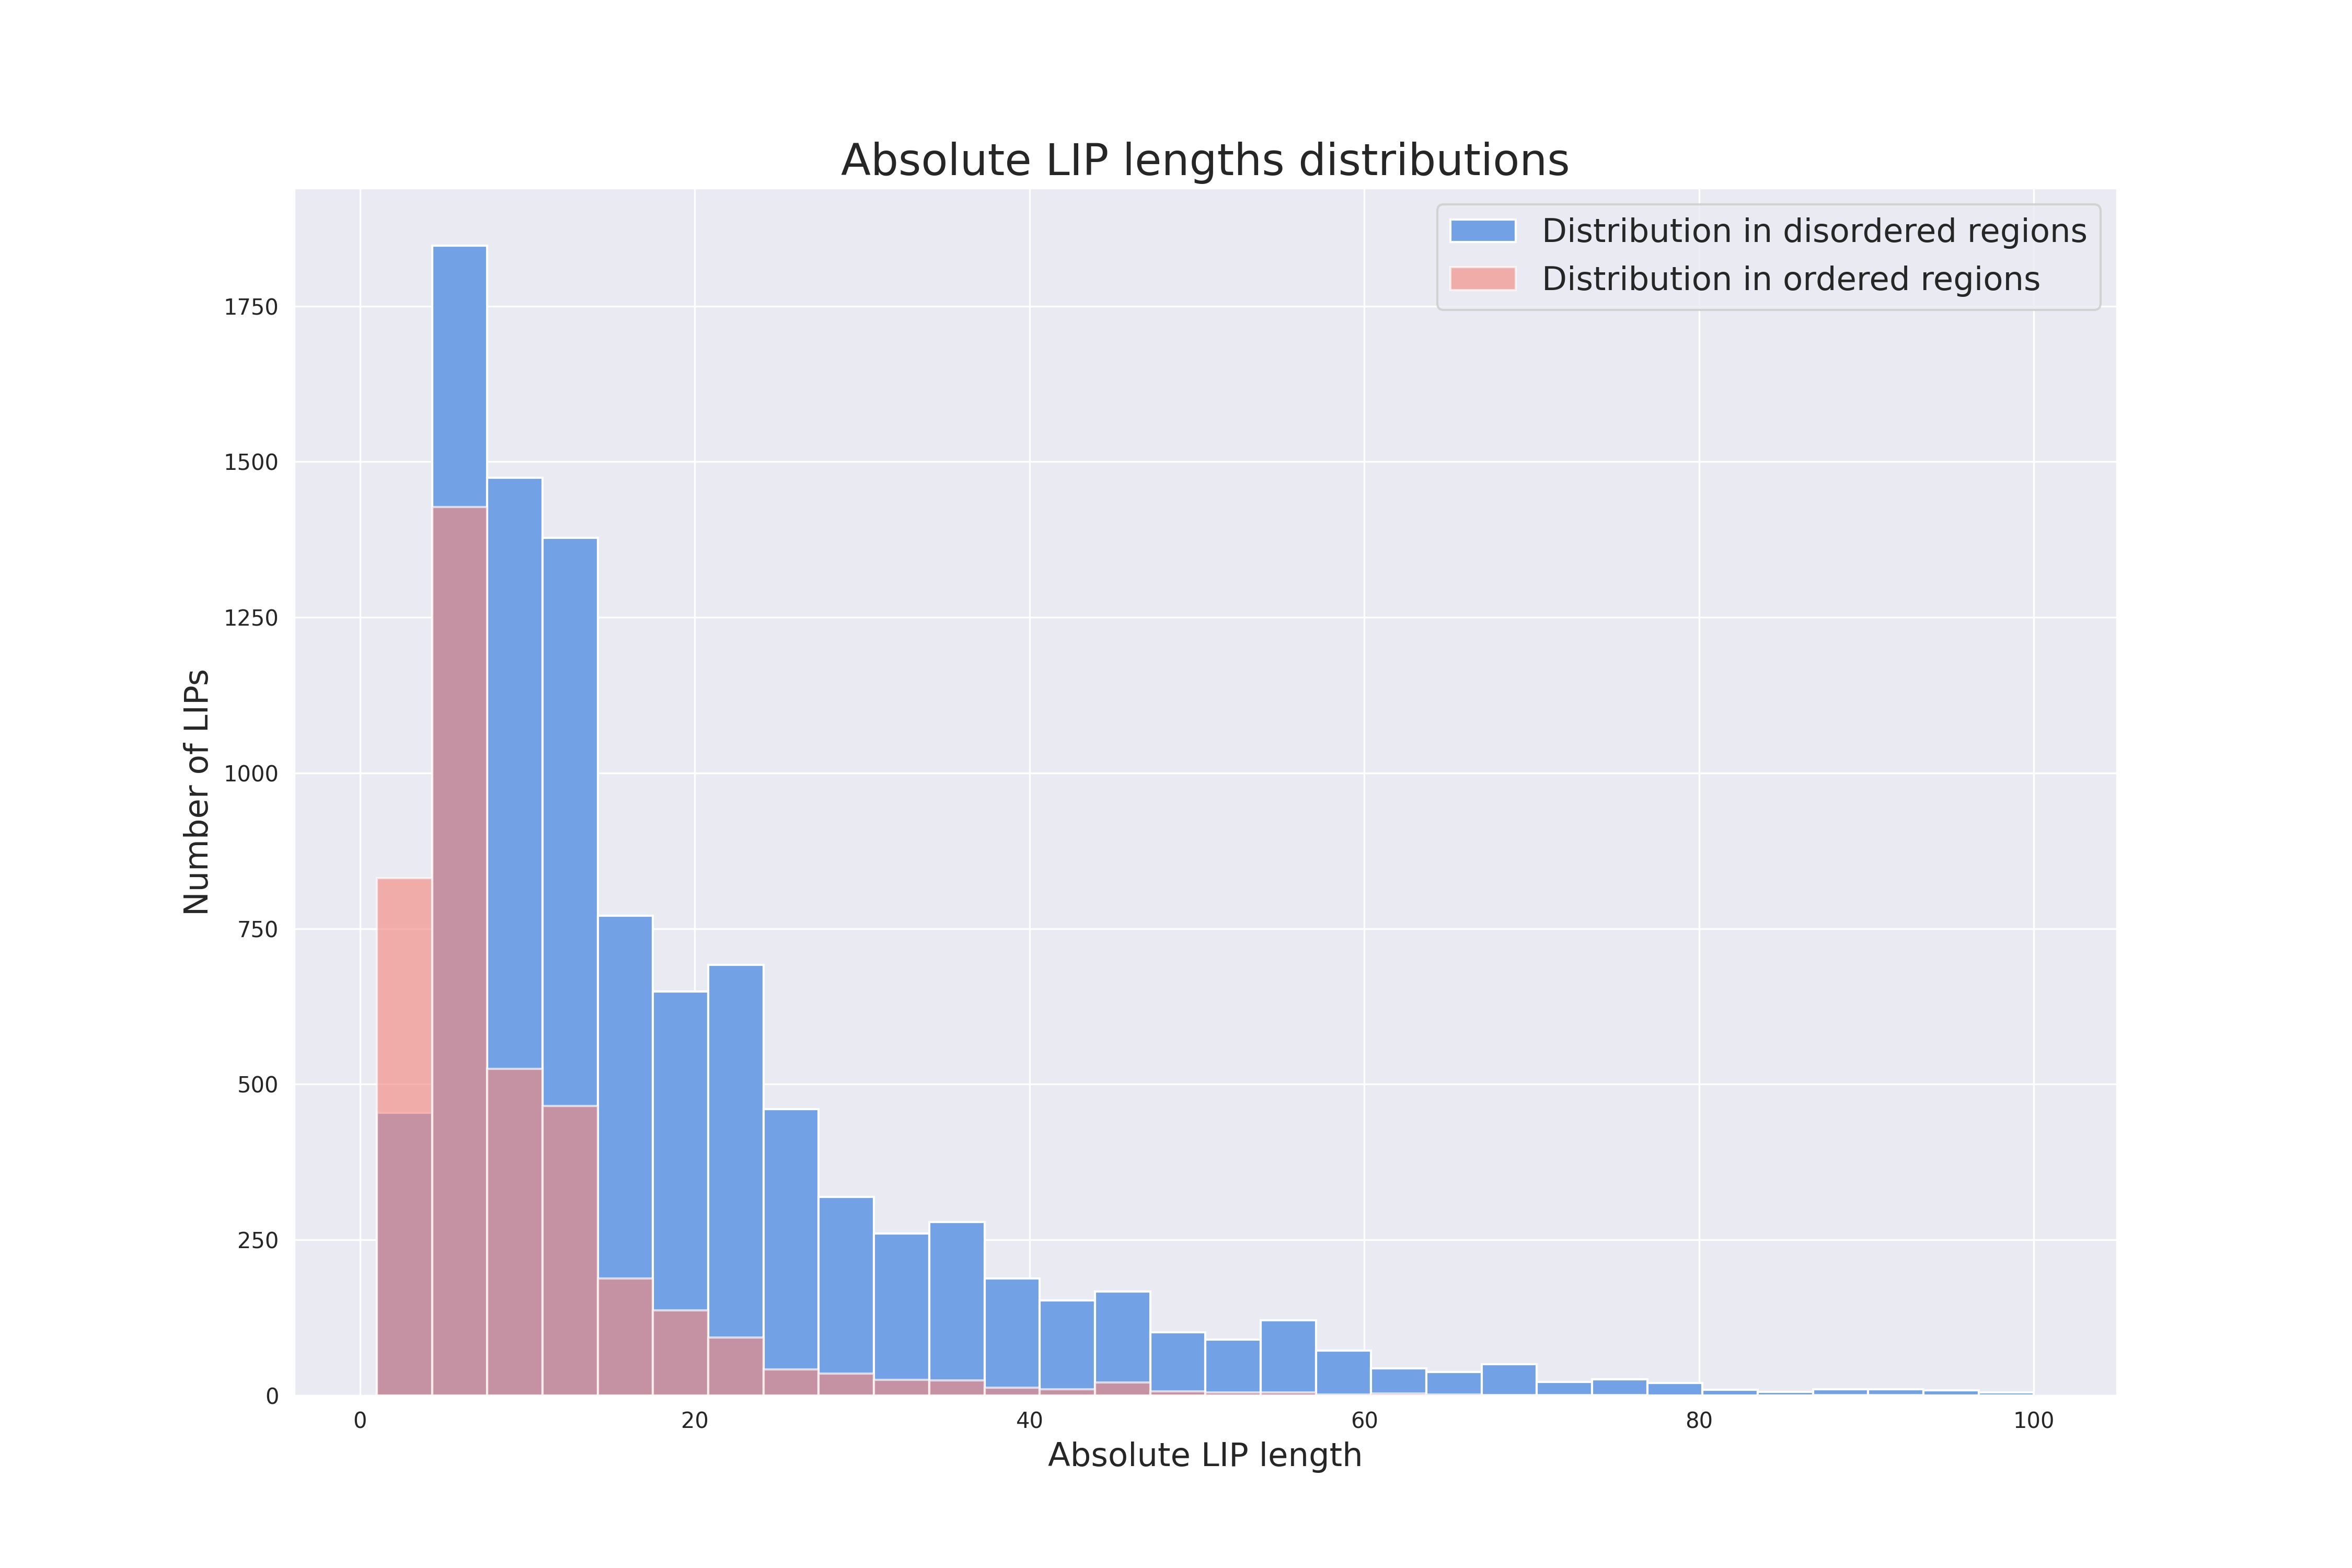 Absolute LIP lengths distributions
Distribution in disordered regions
Distribution in ordered regions
1750
1500
1250
1000
750
500
250
0
Number of LIPs
0 20 40 60 80 100
Absolute LIP length